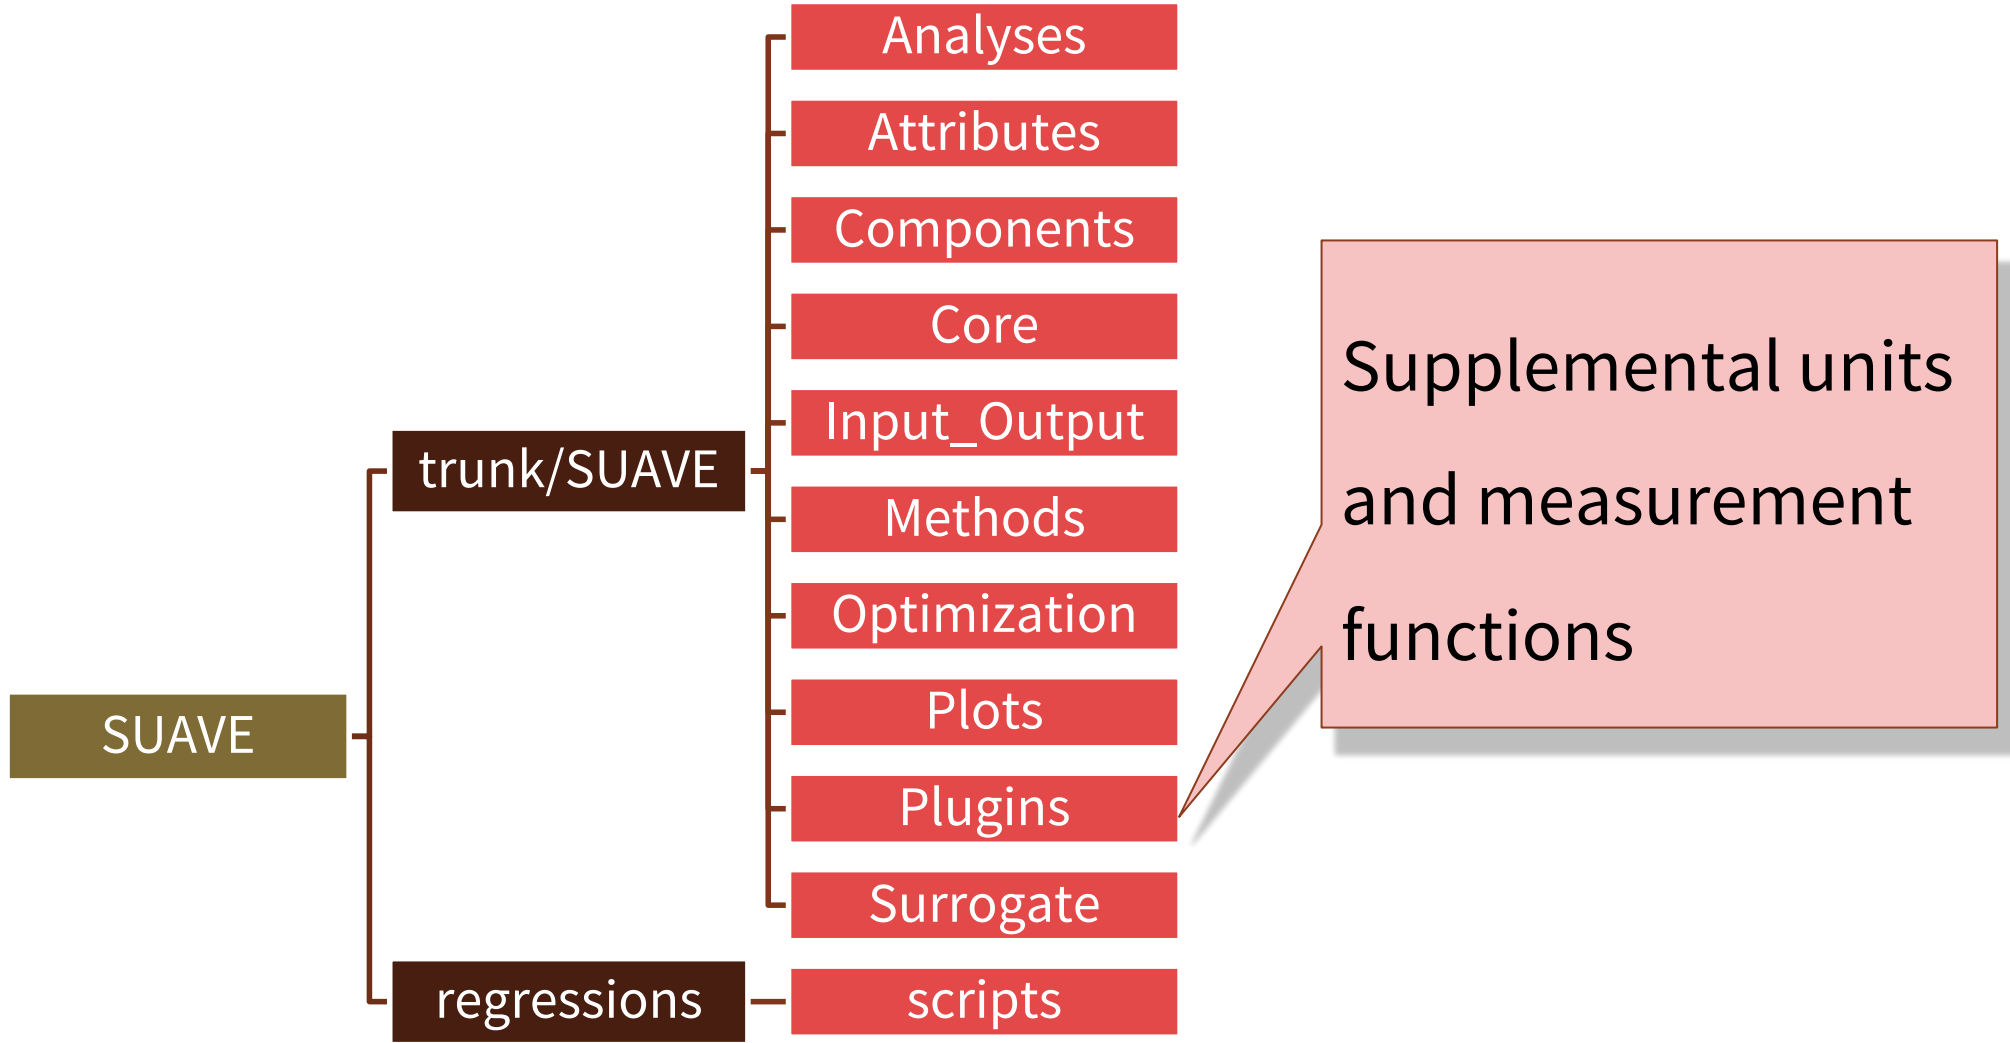 SUAVE
trunk/SUAVE
Analyses
Attributes
Components
Core
Input_Output
Methods
Optimization
Plots
Plugins
Surrogate
regressions
scripts
Supplemental units
and measurement
functions